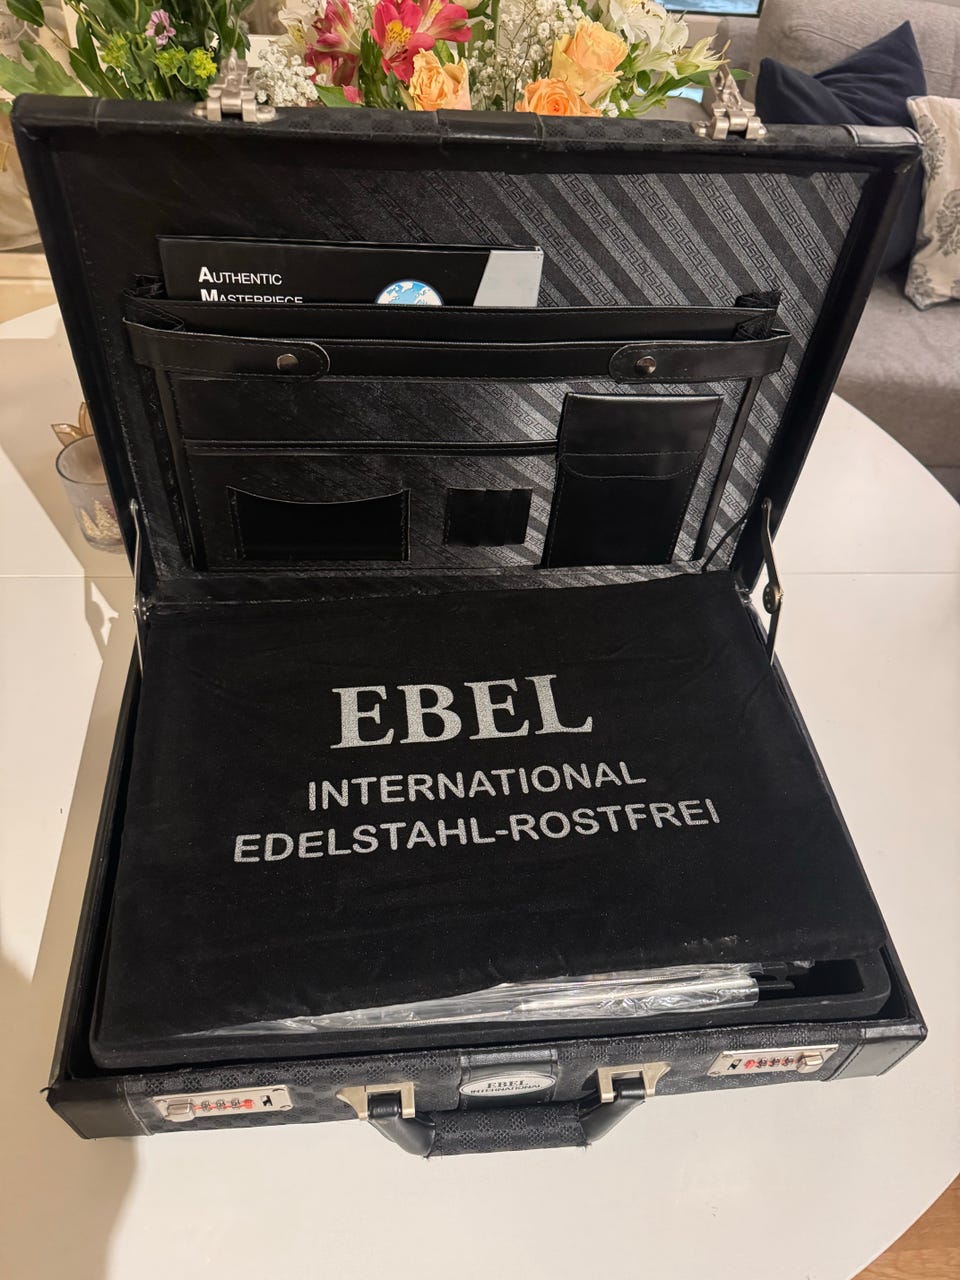 AUTHENTIC
MASTERPIECE
EBEL
INTERNATIONAL
EDELSTAHL-ROSTFREI
EBEL
INTERNATIONAL